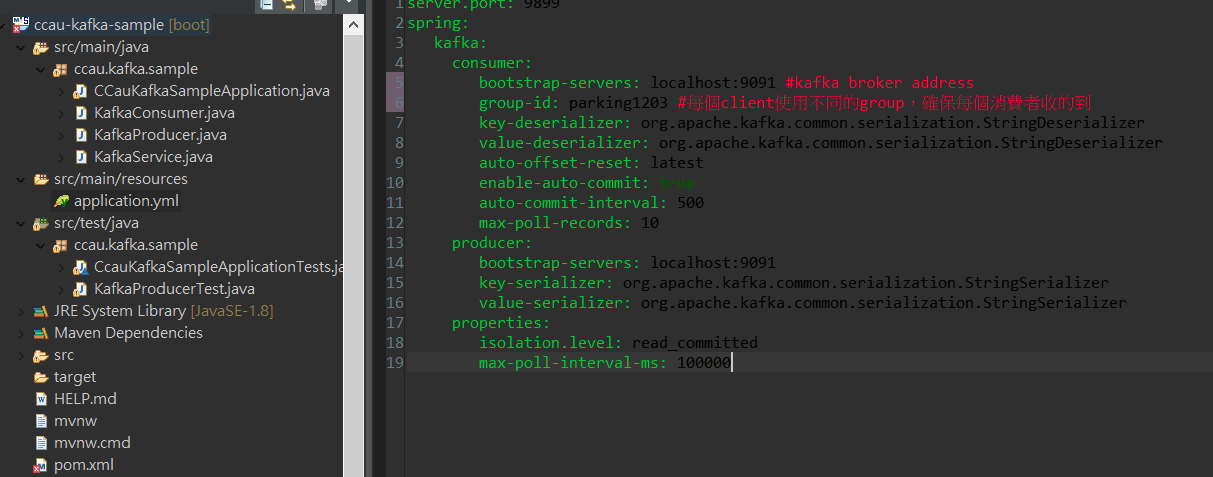 ccau-kafka-sample [boot]
src/main/java
ccau.kafka.sample
CCauKafkaSampleApplication.java
KafkaConsumer.java
KafkaProducer.java
KafkaService.java
src/main/resources
application.yml
src/test/java
ccau.kafka.sample
CcauKafkaSampleApplicationTests.j
KafkaProducerTest.java
JRE System Library [JavaSE-1.8]
Maven Dependencies
src
target
HELP.md
mvnw
mvnw.cmd
pom.xml
1 server.port: 9899
2 spring:
3 kafka:
4 consumer:
5 bootstrap-servers: localhost:9091 #kafka broker address
6 group-id: parking1203 #每個client使用不同的group，確保每個消費者收的到
7 key-deserializer: org.apache.kafka.common.serialization.StringDeserializer
8 value-deserializer: org.apache.kafka.common.serialization.StringDeserializer
9 auto-offset-reset: latest
10 enable-auto-commit: true
11 auto-commit-interval: 500
12 max-poll-records: 10
13 producer:
14 bootstrap-servers: localhost:9091
15 key-serializer: org.apache.kafka.common.serialization.StringSerializer
16 value-serializer: org.apache.kafka.common.serialization.StringSerializer
17 properties:
18 isolation.level: read_committed
19 max-poll-interval-ms: 100000